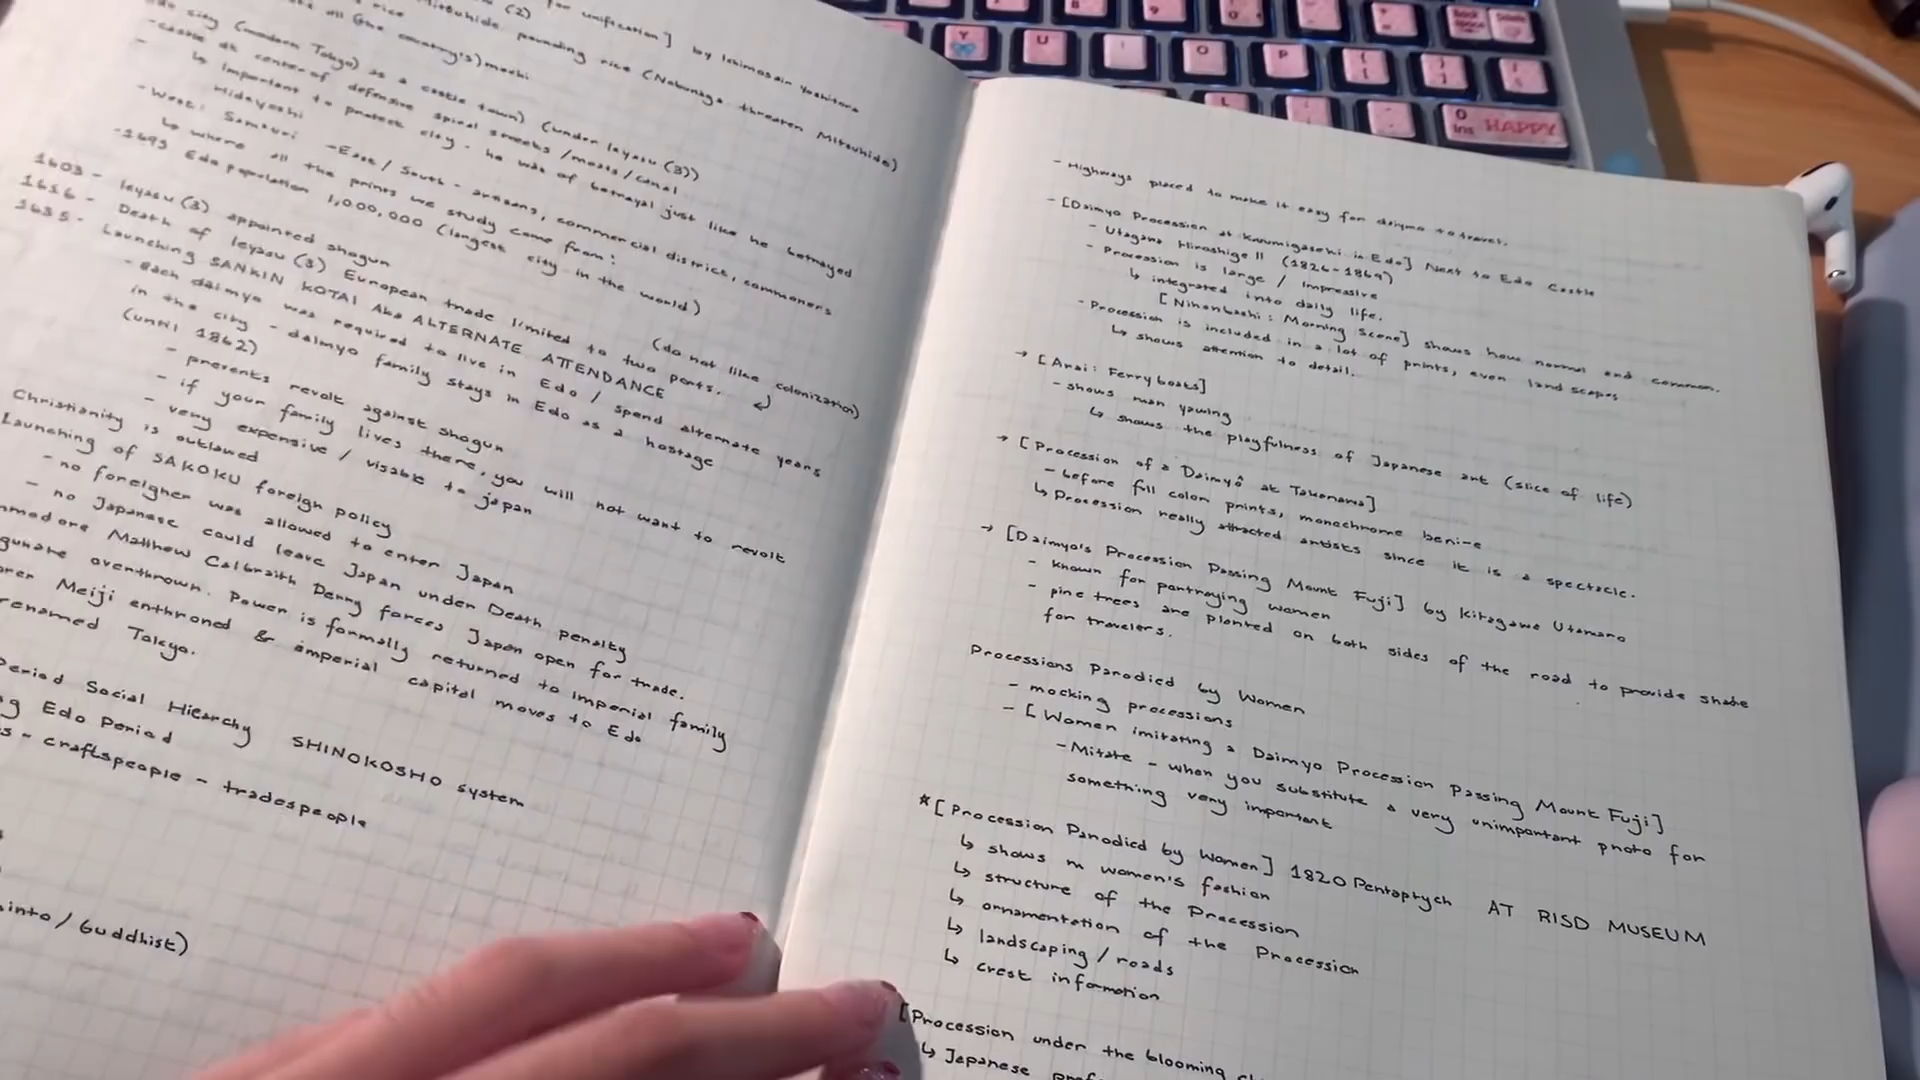 (2)
for unification] by Ichimosain Yoshitora
Mitsuhide pounding rice (Nobunaga threaten Mitsuhide)
all (the country's) mochi
city (modern Tokyo) as a castle town) (under Ieyasu (3))
-castle at center of defensive spiral streets/moats/canal
↳ Important to protect city. he was of betrayal just like he betrayed
Hideyoshi
- West: Samurai -East/South- artisans, commercial district, commoners
↳ where all the prints we study come from!
-1693 Edo population 1,000,000 (largest city in the world)
1603 - Ieyasu (3) appointed shogun
1616 - Death of Ieyasu (3) European trade limited to two ports. (do not like colonization)
1635 - Launching SANKIN KOTAI Aka ALTERNATE ATTENDANCE
- Each daimyo was required to live in Edo / spend alternate years
in the city - daimyo family stays in Edo as a hostage
(until 1862)
- prevents revolt against shogun
- if your family lives there, you will not want to revolt
- very expensive / visable to japan
Christianity is outlawed
Launching of SAKOKU foreign policy
-no foreigner was allowed to enter Japan
- no Japanese could leave Japan under Death penalty
Matthew Calbraith Perry forces Japan open for trade.
overthrown. Power is formally returned to imperial family
Meiji enthroned & imperial capital moves to Edo
renamed Tokyo.
Period Social Hierarchy SHINOKOSHO system
Edo Period
- craftspeople - tradespeople
/Buddhist)
- Highways placed to make it easy for daimyo to travel.
- [Daimyo Procession at Kasumigaseki in Edo] Next to Edo Castle
- Utagawa Hiroshige II (1826-1869)
- Procession is large / impressive
↳ integrated into daily life.
[Nihonbashi: Morning Scene] shows how normal and common.
- Procession is included in a lot of prints, even landscapes
↳ shows attention to detail.
→ [Arai: Ferryboats]
-shows man yawing
↳ shows the playfulness of Japanese art (slice of life)
→ [Procession of a Daimyô at Takanawa]
- before full color prints, monochrome beni-e
↳ Procession really attracted artists since it is a spectacle.
→ [Daimyo's Procession Passing Mount Fuji] by Kitagawa Utamaro
- known for portraying women
- pine trees are planted on both sides of the road to provide shade
for travelers.
Processions Parodied by Women
- mocking processions
- [Women imitating a Daimyo Procession Passing Mount Fuji]
-Mitate - when you substitute a very unimportant photo for
something very important
* [Procession Parodied by Women] 1820 Pentaptych AT RISD MUSEUM
↳ shows m women's fashion
↳ structure of the Procession
↳ ornamentation of the Procession
↳ landscaping / roads
↳ crest information
[Procession under the blooming
↳ Japanese
Y U I O P
L
HAPPY